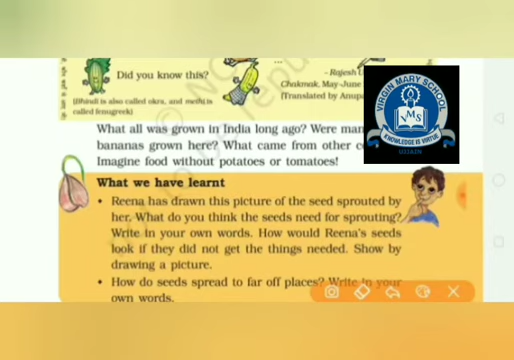 Did you know this?
- Rajesh
Chakmak, May-June
(Translated by Anupa
(Bhindi is also called okra, and methi is
called fenugreek)
VIRGIN MARY SCHOOL
VMS
KNOWLEDGE IS VIRTUE
UJJAIN
What all was grown in India long ago? Were man
bananas grown here? What came from other c
Imagine food without potatoes or tomatoes!
What we have learnt
• Reena has drawn this picture of the seed sprouted by
her. What do you think the seeds need for sprouting?
Write in your own words. How would Reena's seeds
look if they did not get the things needed. Show by
drawing a picture.
• How do seeds spread to far off places? Write in your
own words.